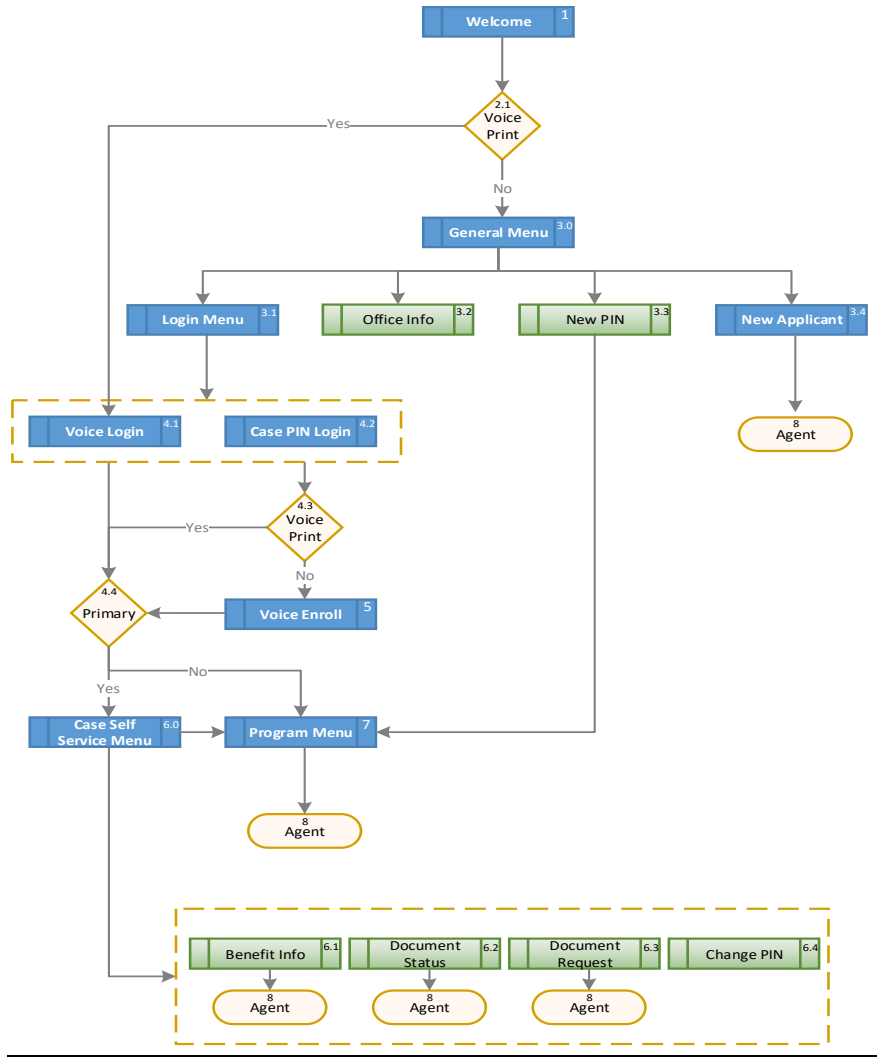 Welcome 1
2.1
Voice
Print
Yes
No
General Menu 3.0
Login Menu 3.1
Office Info 3.2
New PIN 3.3
New Applicant 3.4
8
Agent
Voice Login 4.1
Case PIN Login 4.2
4.3
Voice
Print
Yes
No
4.4
Primary
Voice Enroll 5
No
Yes
Case Self
Service Menu 6.0
Program Menu 7
8
Agent
Benefit Info 6.1
Document
Status 6.2
Document
Request 6.3
Change PIN 6.4
8
Agent
8
Agent
8
Agent